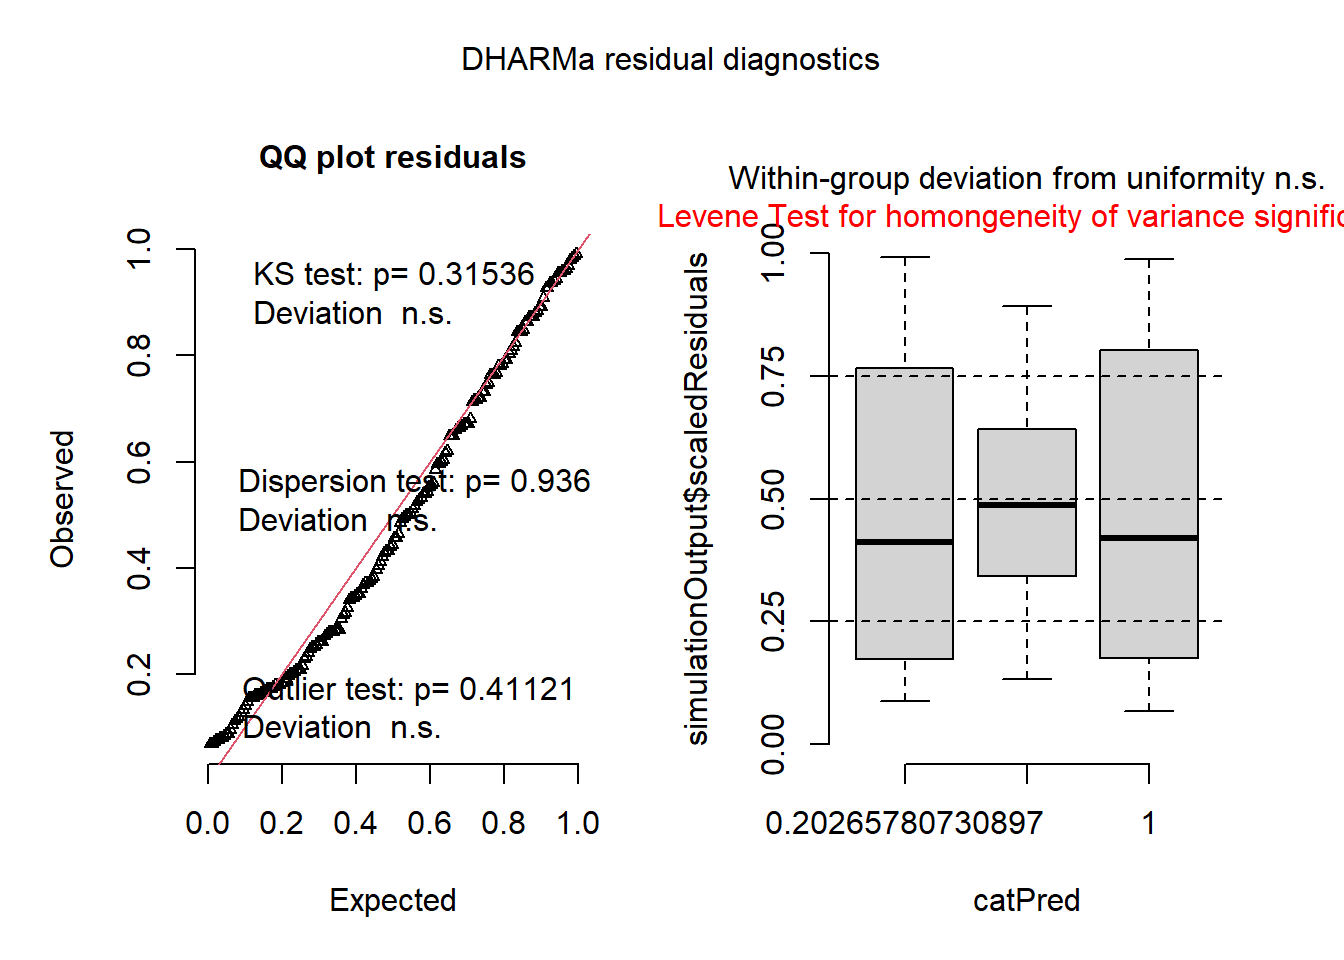 DHARMa residual diagnostics
QQ plot residuals
KS test: p= 0.31536
Deviation  n.s.
Dispersion test: p= 0.936
Deviation  n.s.
Outlier test: p= 0.41121
Deviation  n.s.
Observed
0.2
0.4
0.6
0.8
1.0
0.0 0.2 0.4 0.6 0.8 1.0
Expected
Within-group deviation from uniformity n.s.
Levene Test for homongeneity of variance signific
simulationOutput$scaledResiduals
0.00
0.25
0.50
0.75
1.00
0.20265780730897 1
catPred